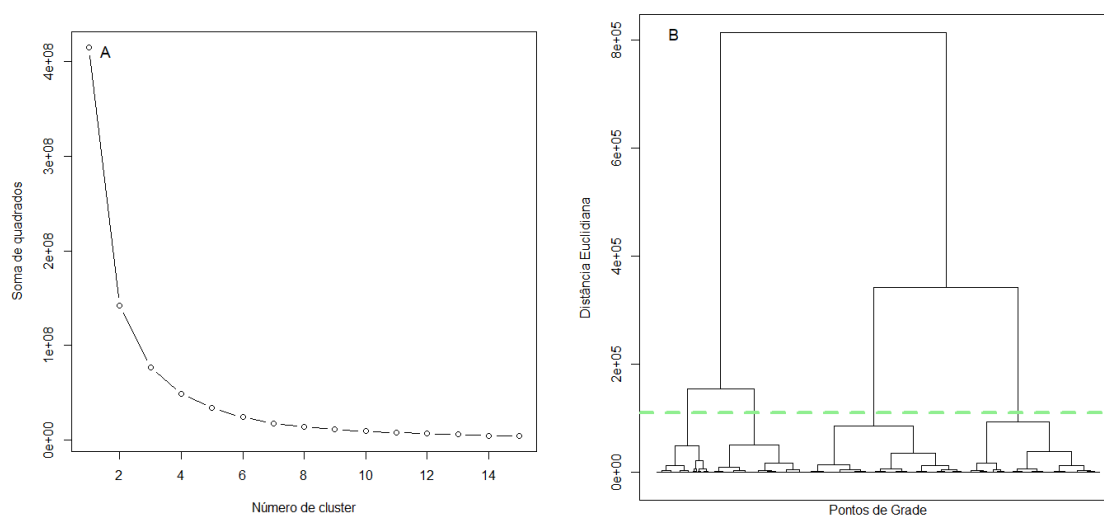 A
4e+08
3e+08
2e+08
1e+08
0e+00
Soma de quadrados
2 4 6 8 10 12 14
Número de cluster
B
8e+05
6e+05
4e+05
2e+05
0e+00
Distância Euclidiana
Pontos de Grade